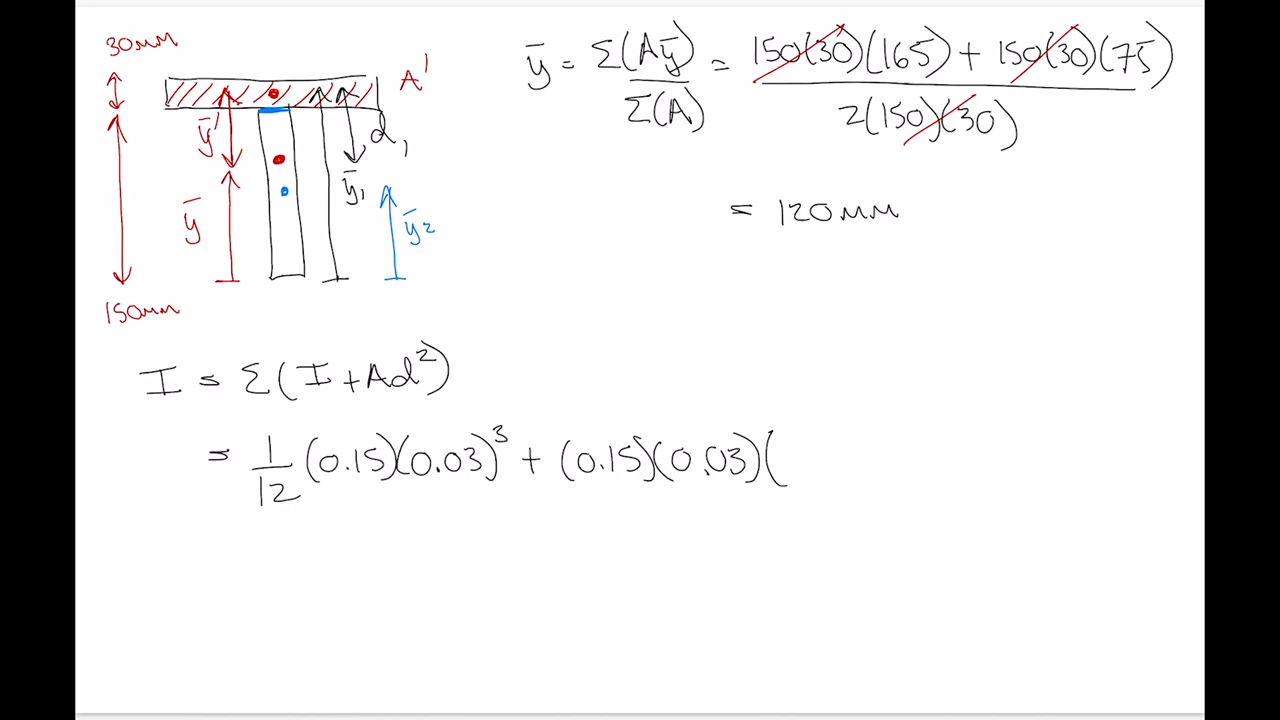 30mm
A'
ȳ'
d₁
ȳ
ȳ₁
ȳ₂
150mm
ȳ = Σ(Aȳ) / Σ(A) = 150(30)(165) + 150(30)(75) / 2(150)(30)
= 120mm
I = Σ(I + Ad²)
= 1/12 (0.15)(0.03)³ + (0.15)(0.03)(